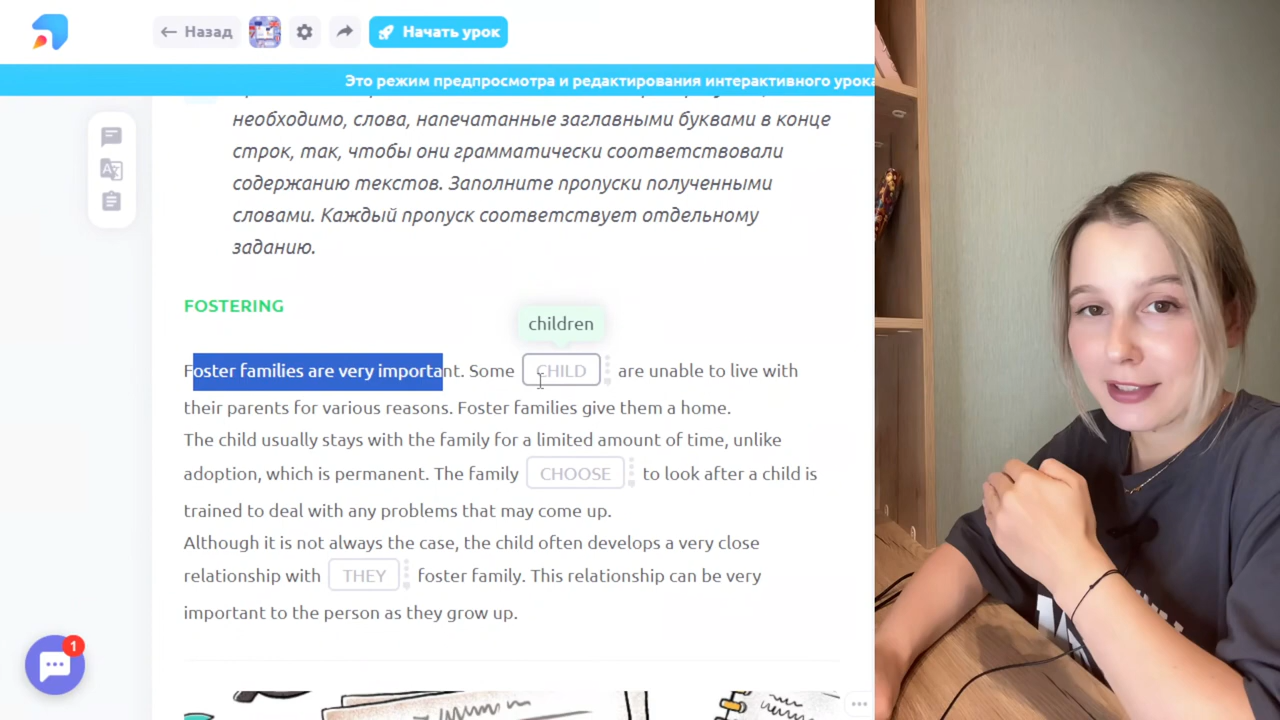 Назад
Начать урок
Это режим предпросмотра и редактирования интерактивного урока
необходимо, слова, напечатанные заглавными буквами в конце
строк, так, чтобы они грамматически соответствовали
содержанию текстов. Заполните пропуски полученными
словами. Каждый пропуск соответствует отдельному
заданию.
FOSTERING
children
Foster families are very important. Some CHILD are unable to live with
their parents for various reasons. Foster families give them a home.
The child usually stays with the family for a limited amount of time, unlike
adoption, which is permanent. The family CHOOSE to look after a child is
trained to deal with any problems that may come up.
Although it is not always the case, the child often develops a very close
relationship with THEY foster family. This relationship can be very
important to the person as they grow up.
1